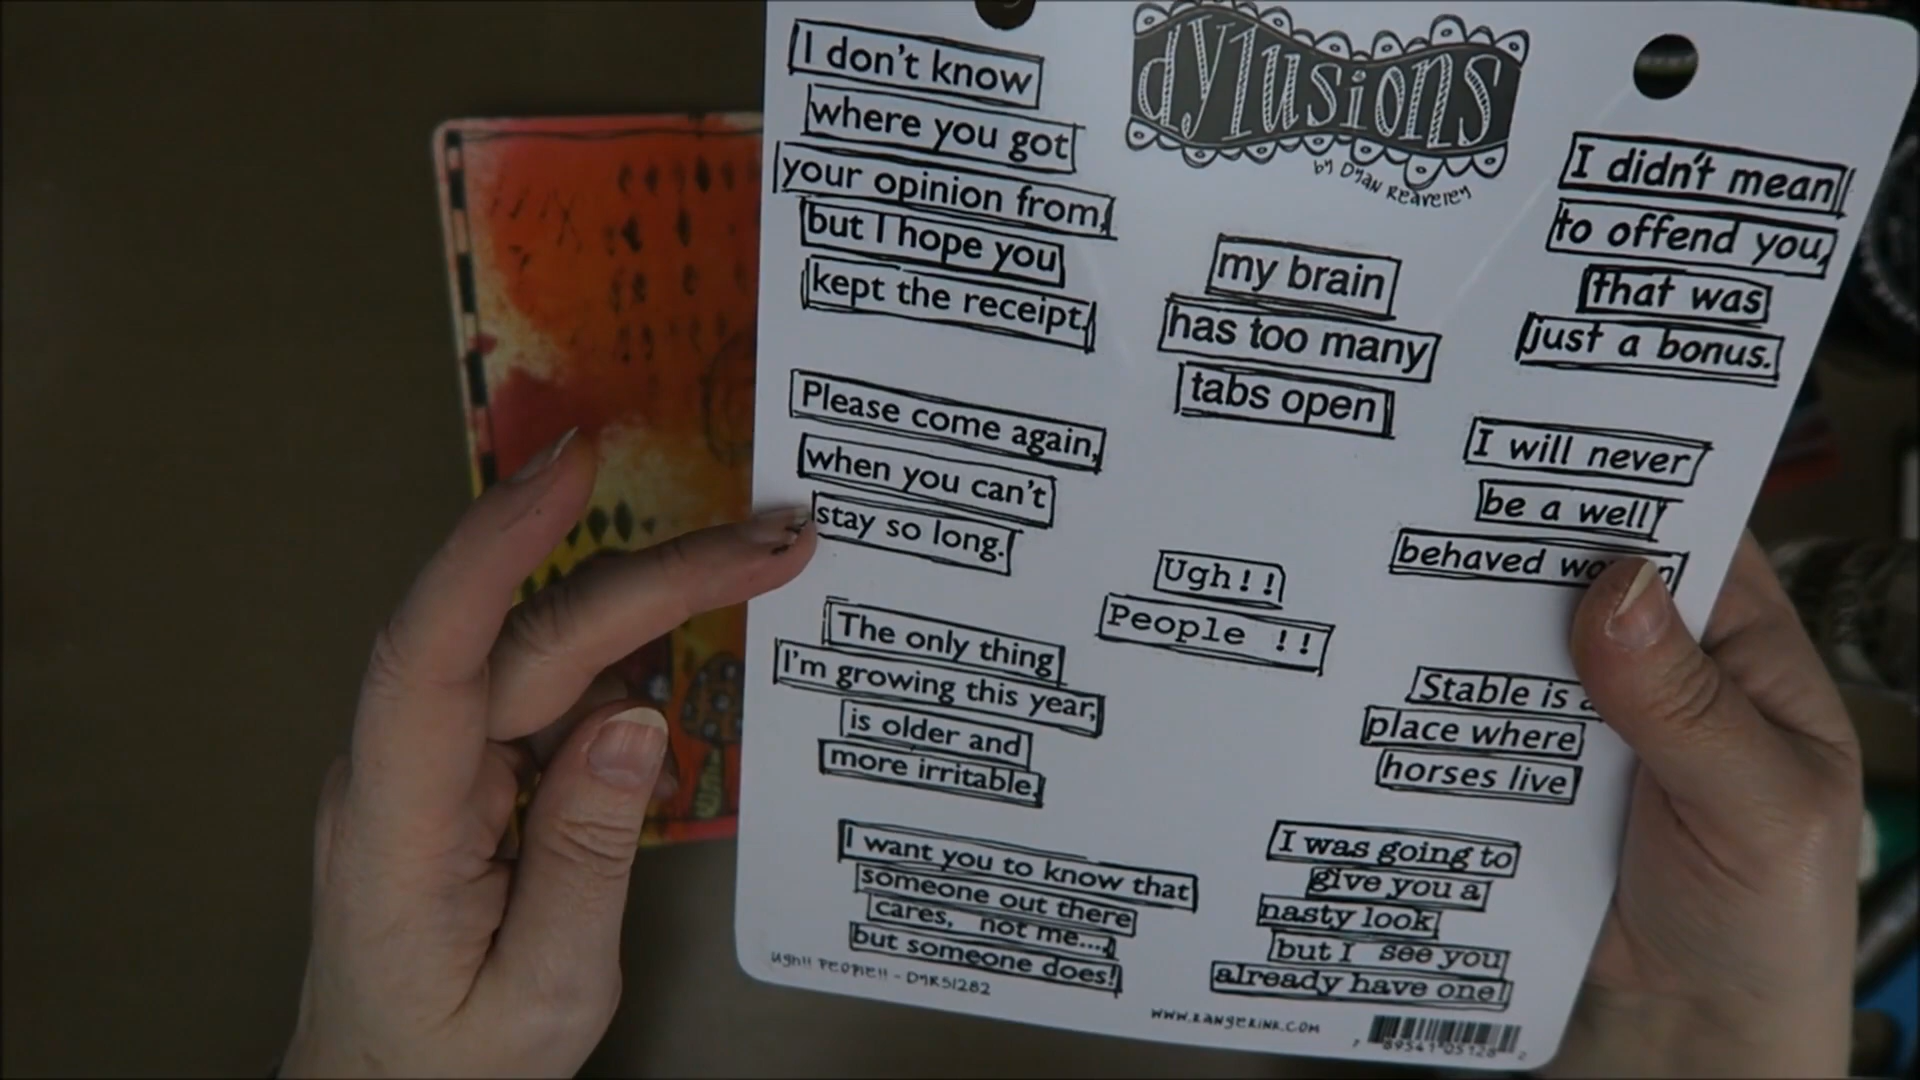 dylusions
by Dyan Reaveley
I don't know
where you got
your opinion from,
but I hope you
kept the receipt.
my brain
has too many
tabs open
I didn't mean
to offend you,
that was
just a bonus.
Please come again,
when you can't
stay so long.
I will never
be a well
behaved
Ugh!!
People !!
The only thing
I'm growing this year,
is older and
more irritable.
Stable is a
place where
horses live
I want you to know that
someone out there
cares, not me....
but someone does!
I was going to
give you a
nasty look
but I see you
already have one!
Ugh!! People!! - DYR51282
www.rangerink.com
7 89541 05128 2